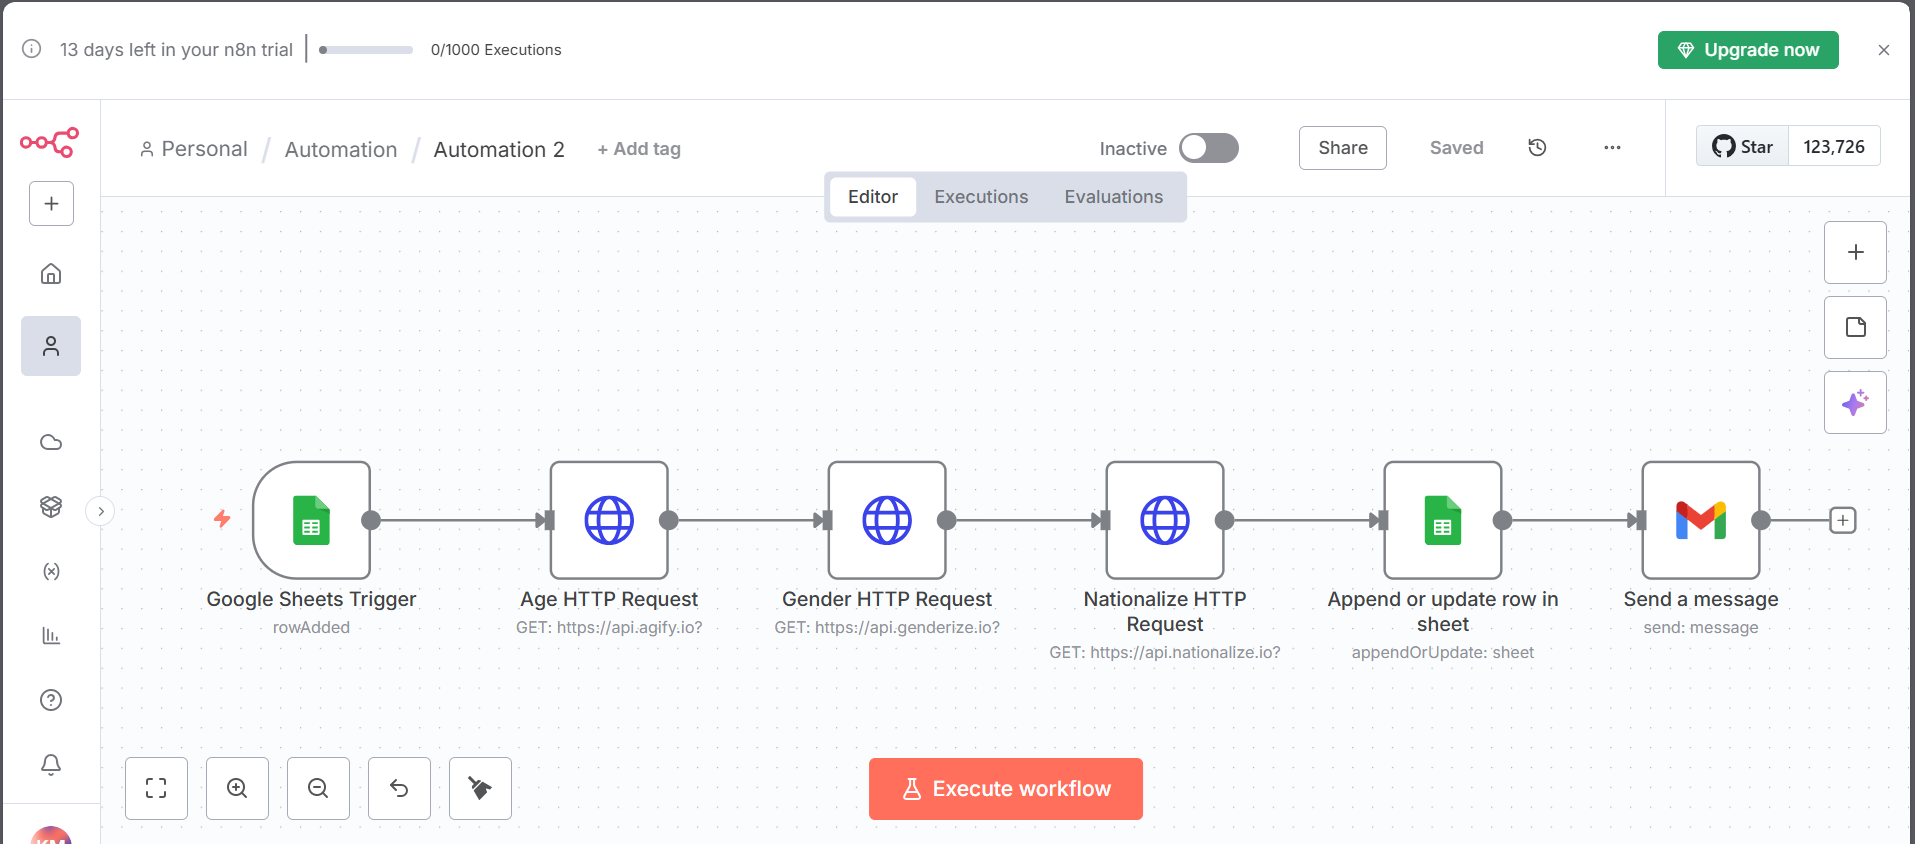 13 days left in your n8n trial
0/1000 Executions
Upgrade now
Personal / Automation / Automation 2
+ Add tag
Inactive
Share
Saved
Star
123,726
Editor
Executions
Evaluations
Google Sheets Trigger
rowAdded
Age HTTP Request
GET: https://api.agify.io?
Gender HTTP Request
GET: https://api.genderize.io?
Nationalize HTTP
Request
GET: https://api.nationalize.io?
Append or update row in
sheet
appendOrUpdate: sheet
Send a message
send: message
Execute workflow